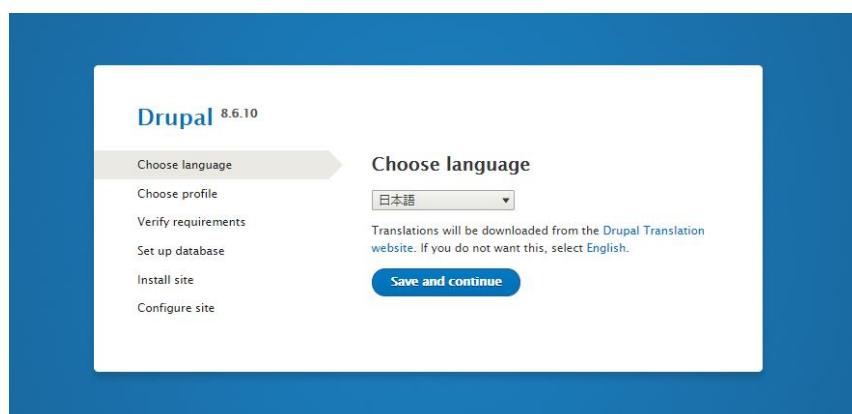 Drupal 8.6.10
Choose language
Choose profile
Verify requirements
Set up database
Install site
Configure site
Choose language
日本語
Translations will be downloaded from the Drupal Translation
website. If you do not want this, select English.
Save and continue